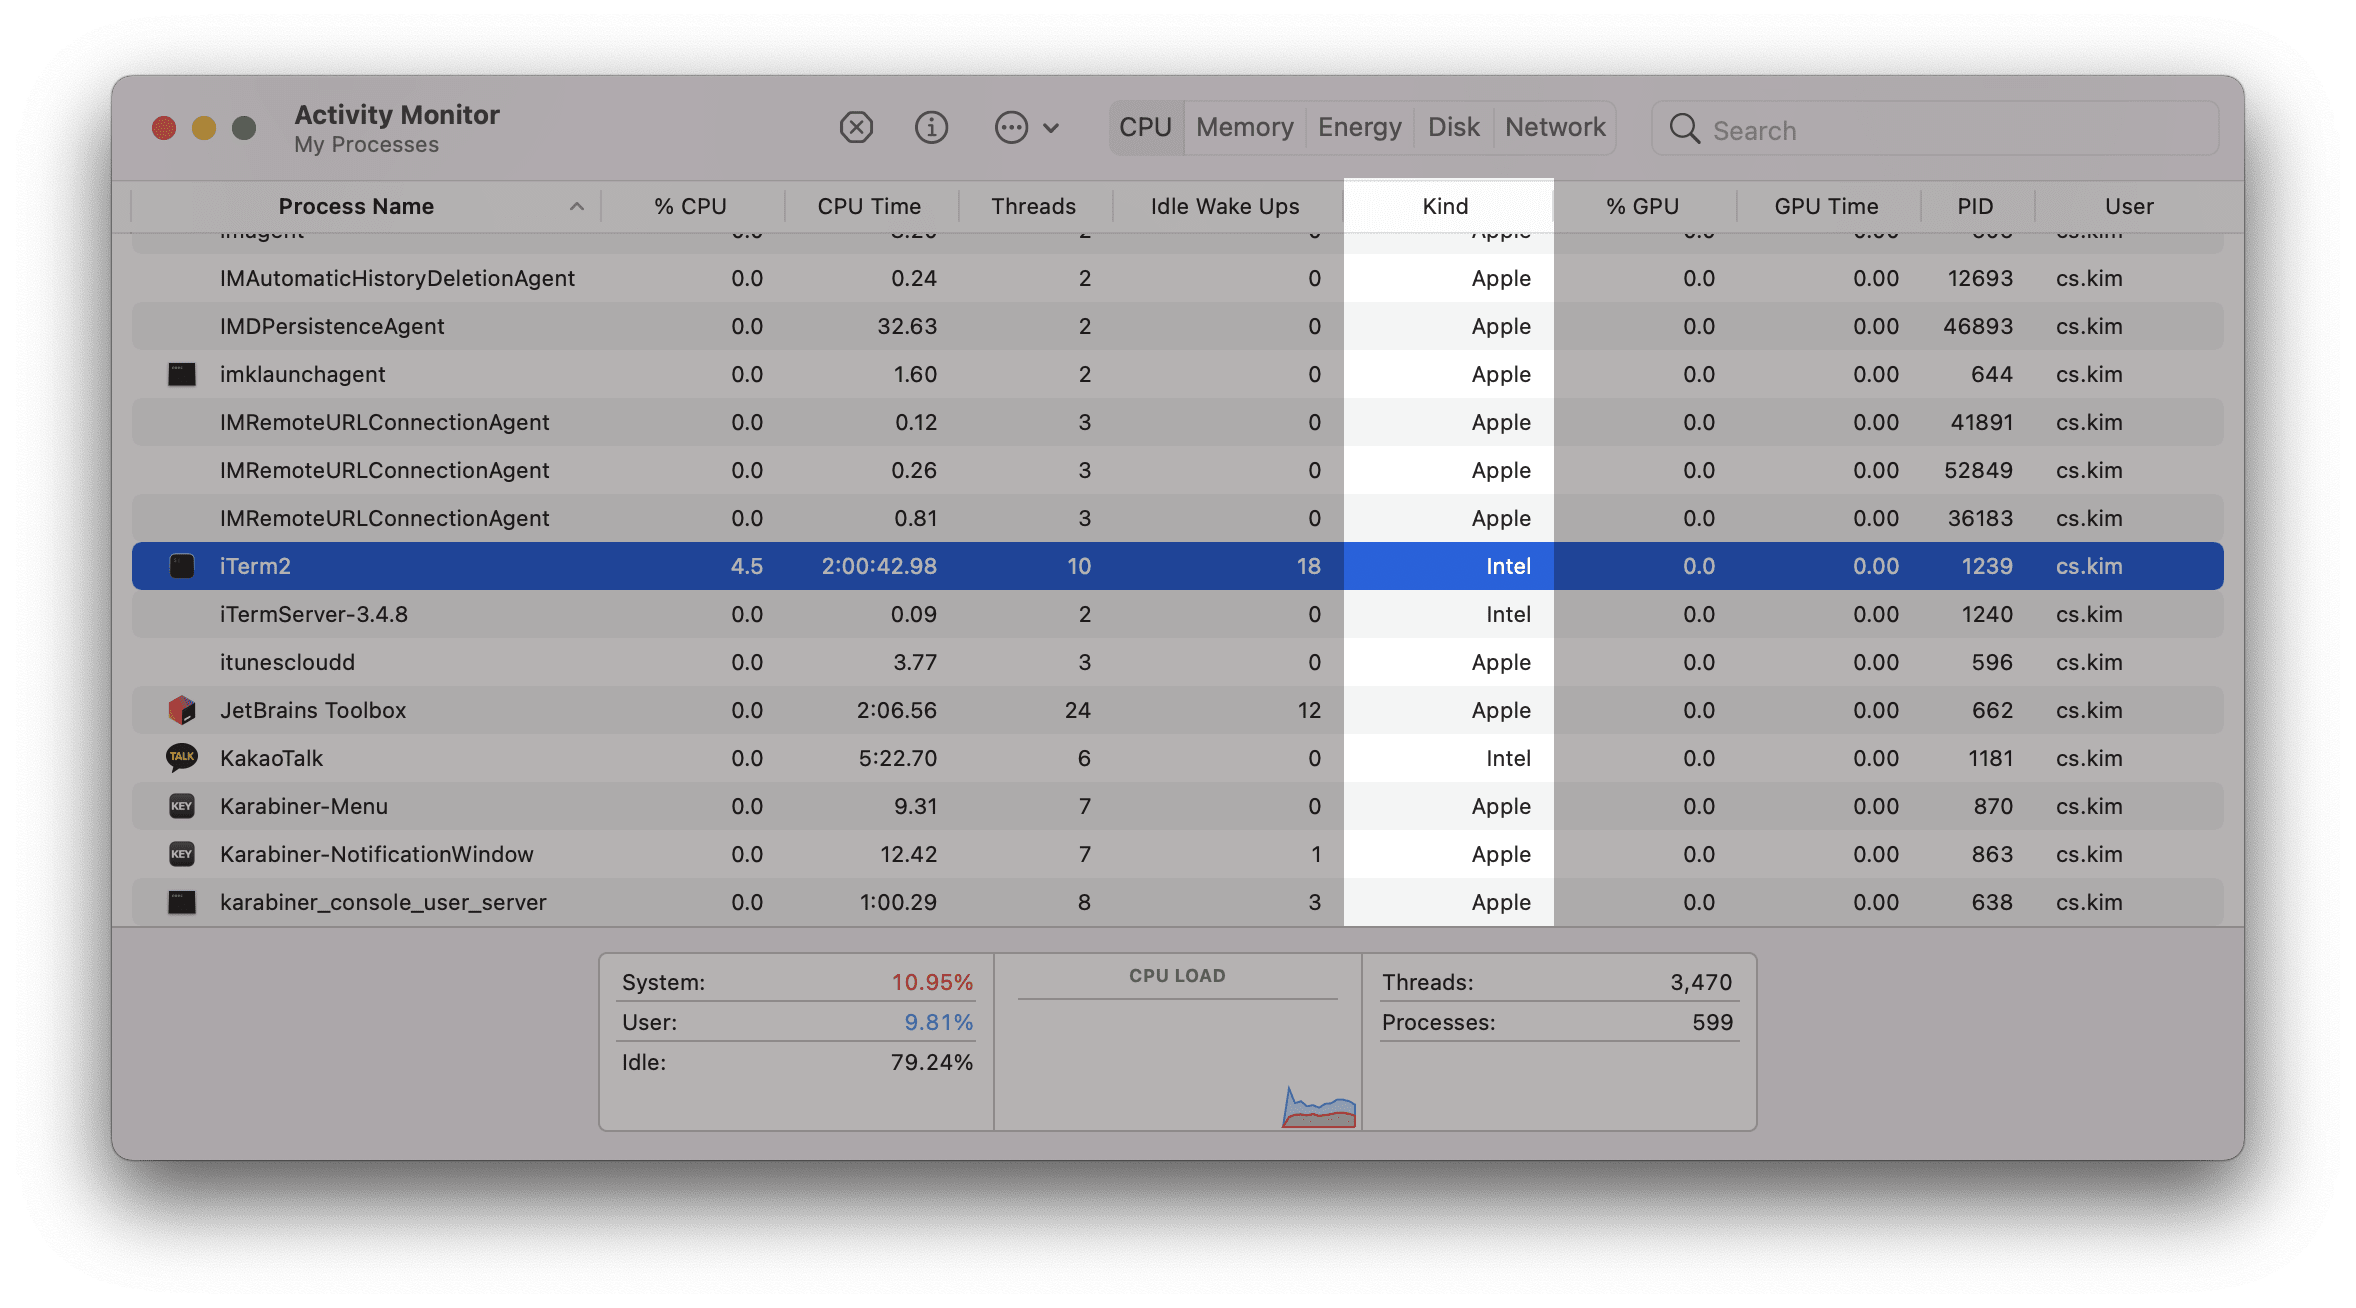 Activity Monitor
My Processes
CPU Memory Energy Disk Network Search
Process Name % CPU CPU Time Threads Idle Wake Ups Kind % GPU GPU Time PID User
IMAutomaticHistoryDeletionAgent 0.0 0.24 2 0 Apple 0.0 0.00 12693 cs.kim
IMDPersistenceAgent 0.0 32.63 2 0 Apple 0.0 0.00 46893 cs.kim
imklaunchagent 0.0 1.60 2 0 Apple 0.0 0.00 644 cs.kim
IMRemoteURLConnectionAgent 0.0 0.12 3 0 Apple 0.0 0.00 41891 cs.kim
IMRemoteURLConnectionAgent 0.0 0.26 3 0 Apple 0.0 0.00 52849 cs.kim
IMRemoteURLConnectionAgent 0.0 0.81 3 0 Apple 0.0 0.00 36183 cs.kim
iTerm2 4.5 2:00:42.98 10 18 Intel 0.0 0.00 1239 cs.kim
iTermServer-3.4.8 0.0 0.09 2 0 Intel 0.0 0.00 1240 cs.kim
itunescloudd 0.0 3.77 3 0 Apple 0.0 0.00 596 cs.kim
JetBrains Toolbox 0.0 2:06.56 24 12 Apple 0.0 0.00 662 cs.kim
TALK KakaoTalk 0.0 5:22.70 6 0 Intel 0.0 0.00 1181 cs.kim
KEY Karabiner-Menu 0.0 9.31 7 0 Apple 0.0 0.00 870 cs.kim
KEY Karabiner-NotificationWindow 0.0 12.42 7 1 Apple 0.0 0.00 863 cs.kim
karabiner_console_user_server 0.0 1:00.29 8 3 Apple 0.0 0.00 638 cs.kim
System: 10.95%
User: 9.81%
Idle: 79.24%
CPU LOAD
Threads: 3,470
Processes: 599